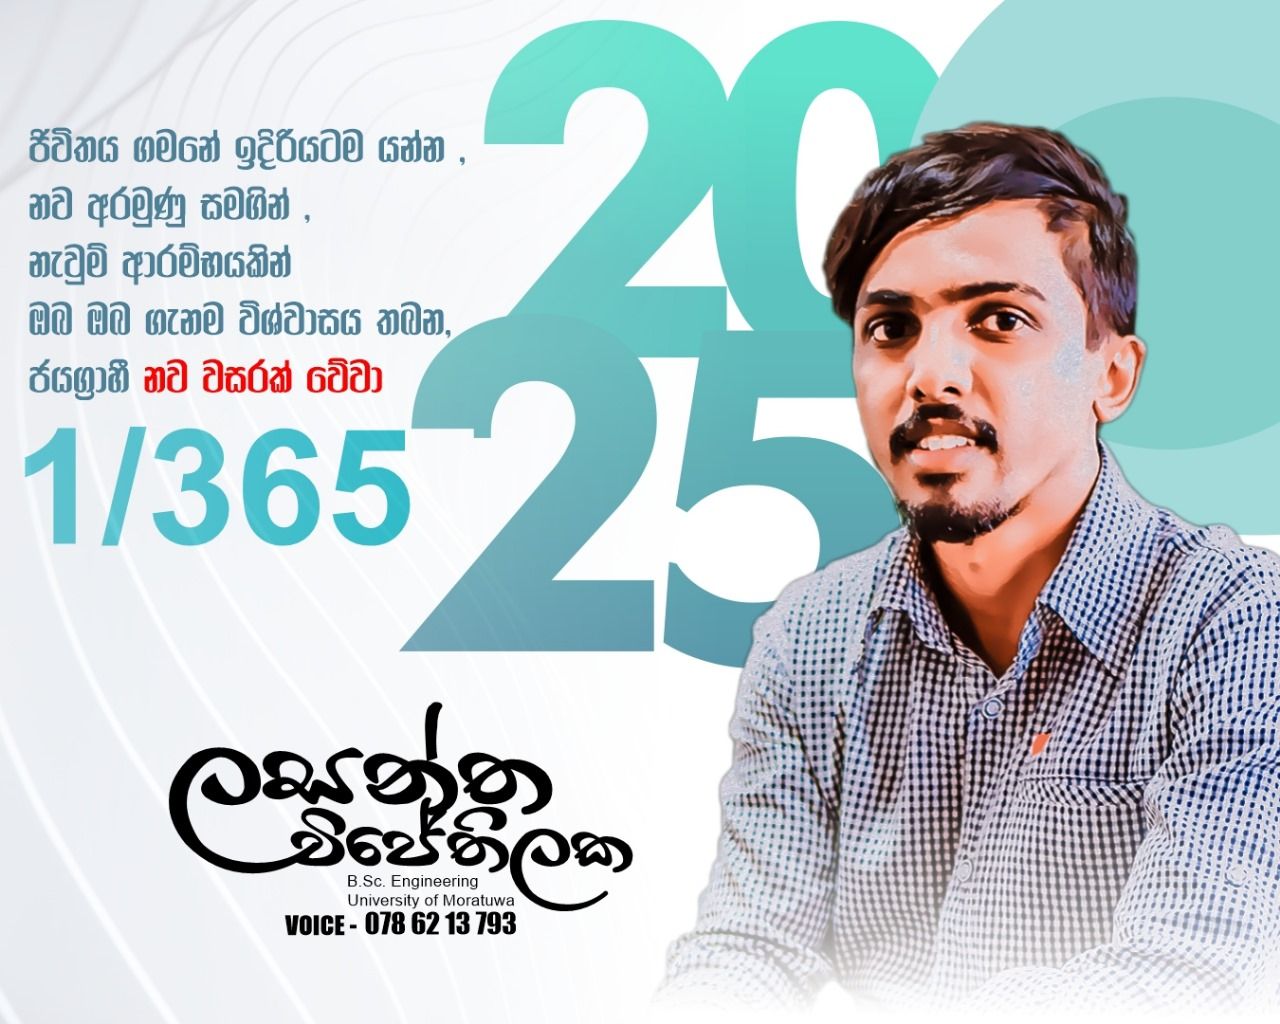 ජීවිතය ගමනේ ඉදිරියටම යන්න ,
නව අරමුණු සමගින් ,
නැවුම් ආරම්භයකින්
ඔබ ඔබ ගැනම විශ්වාසය තබන,
ජයග්‍රාහී නව වසරක් වේවා
1/365
20
25
ලසන්ත
විජේතිලක
B.Sc. Engineering
University of Moratuwa
VOICE - 078 62 13 793